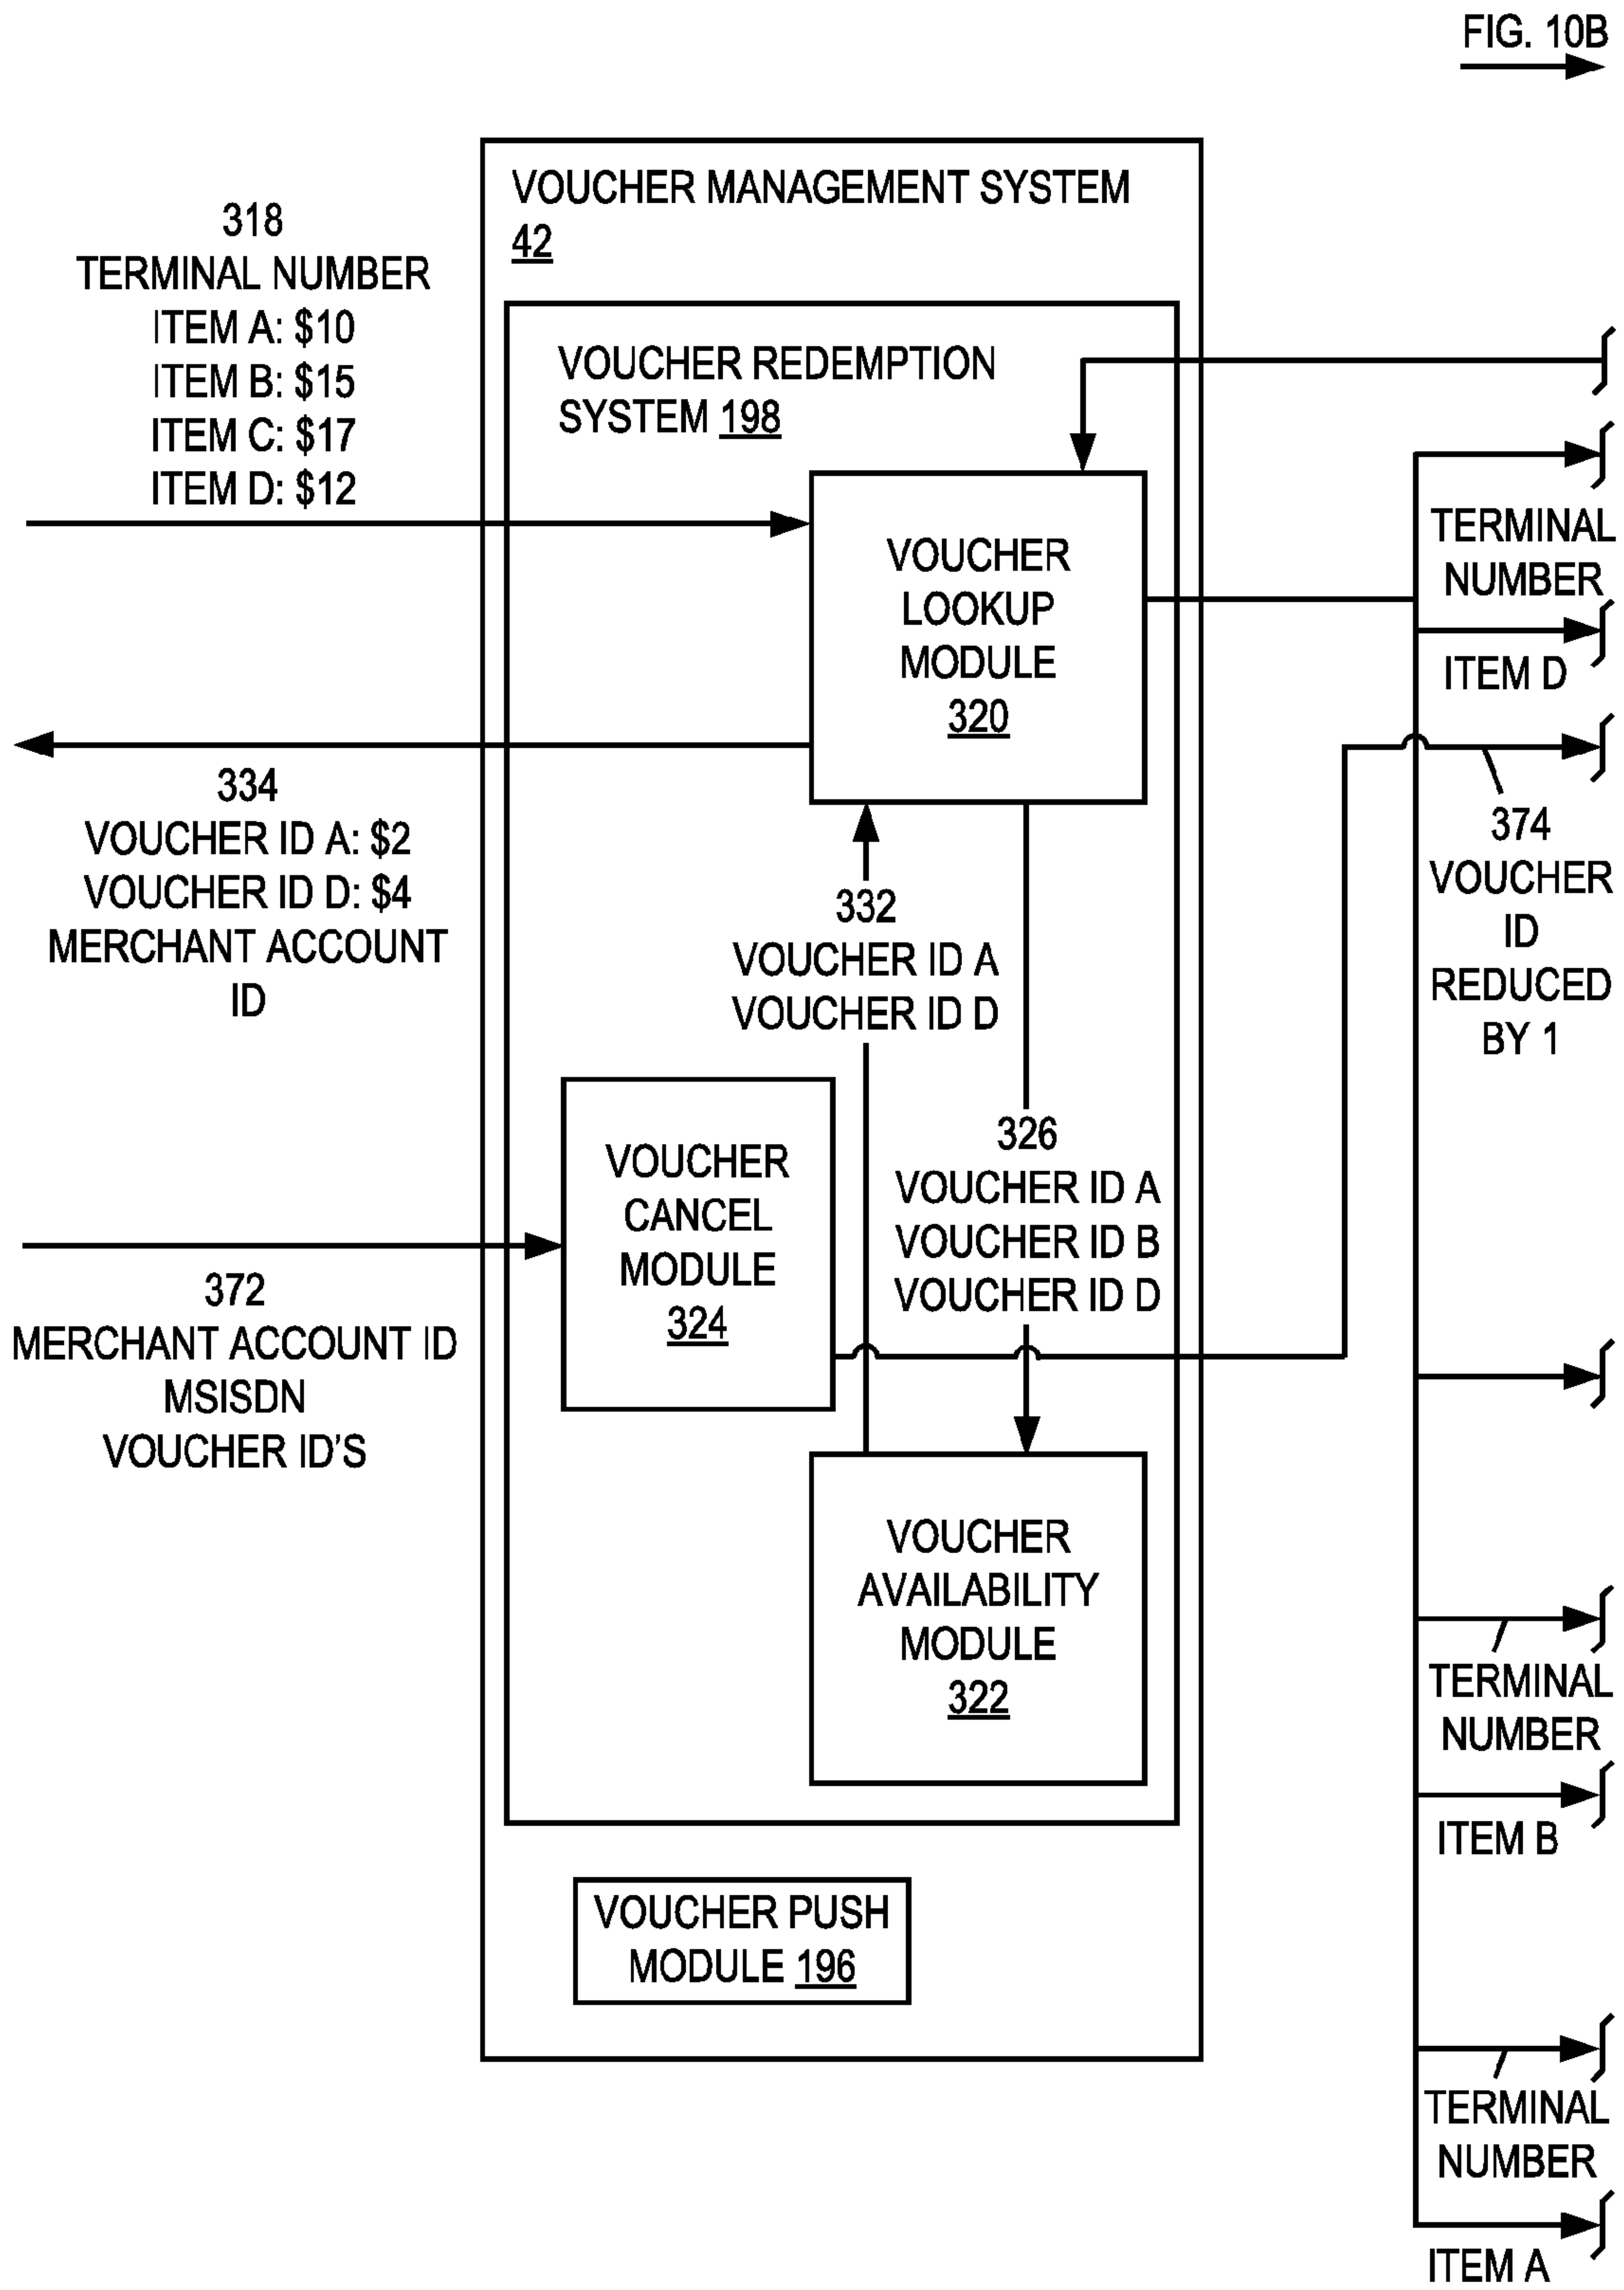 FIG. 10B
VOUCHER MANAGEMENT SYSTEM
42
318
TERMINAL NUMBER
ITEM A: $10
ITEM B: $15
ITEM C: $17
ITEM D: $12
VOUCHER REDEMPTION
SYSTEM 198
VOUCHER
LOOKUP
MODULE
320
TERMINAL
NUMBER
ITEM D
334
VOUCHER ID A: $2
VOUCHER ID D: $4
MERCHANT ACCOUNT
ID
332
VOUCHER ID A
VOUCHER ID D
374
VOUCHER
ID
REDUCED
BY 1
326
VOUCHER ID A
VOUCHER ID B
VOUCHER ID D
VOUCHER
CANCEL
MODULE
324
372
MERCHANT ACCOUNT ID
MSISDN
VOUCHER ID'S
VOUCHER
AVAILABILITY
MODULE
322
TERMINAL
NUMBER
ITEM B
VOUCHER PUSH
MODULE 196
TERMINAL
NUMBER
ITEM A